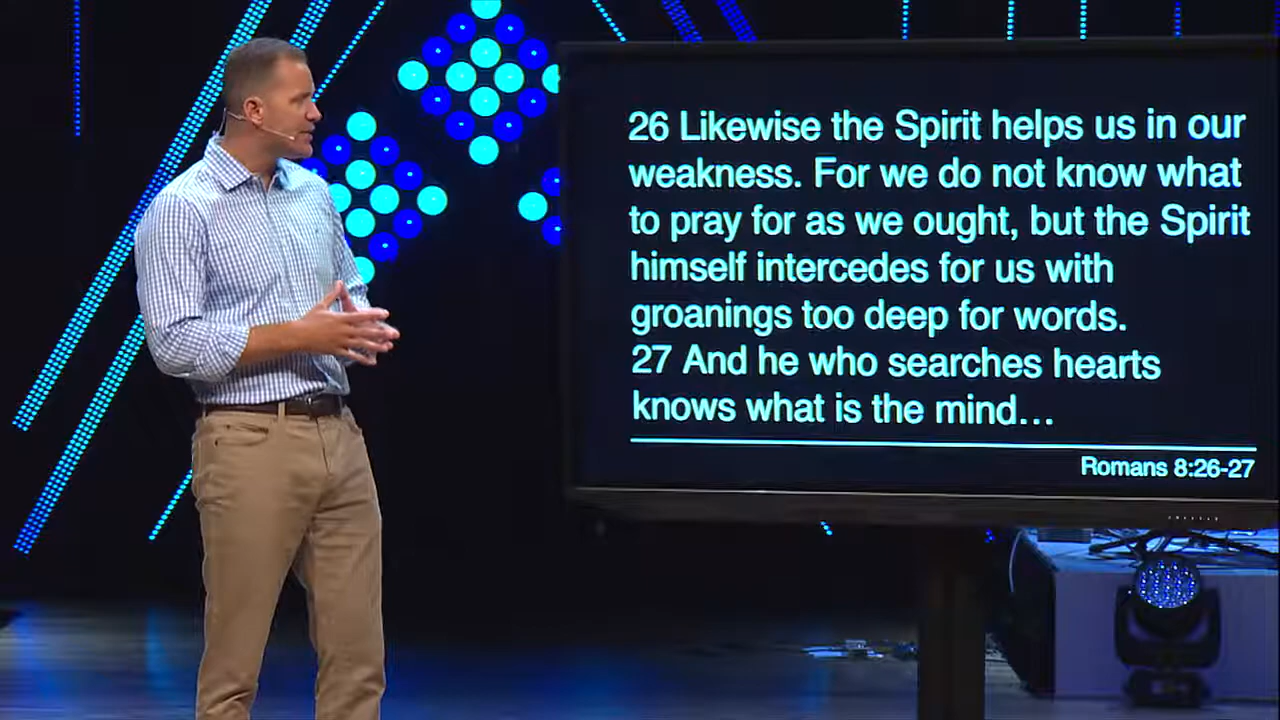 26 Likewise the Spirit helps us in our
weakness. For we do not know what
to pray for as we ought, but the Spirit
himself intercedes for us with
groanings too deep for words.
27 And he who searches hearts
knows what is the mind…
Romans 8:26-27